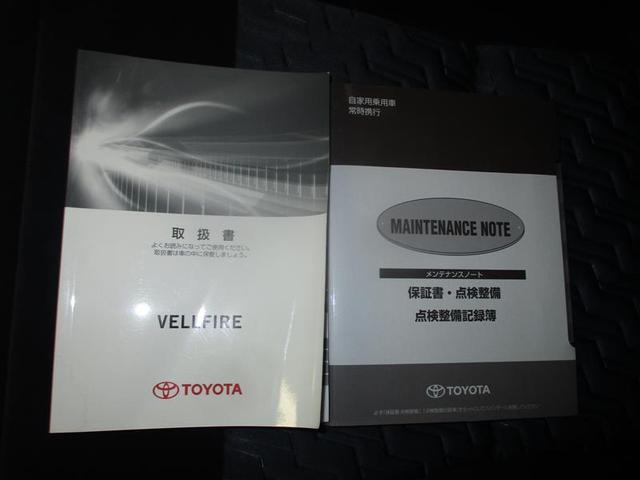 取扱書
よくお読みになってご使用ください。
取扱書は車の中に保管しましょう。
VELLFIRE
TOYOTA
自家用乗用車
常時携行
MAINTENANCE NOTE
メンテナンスノート
保証書・点検整備
点検整備記録簿
TOYOTA